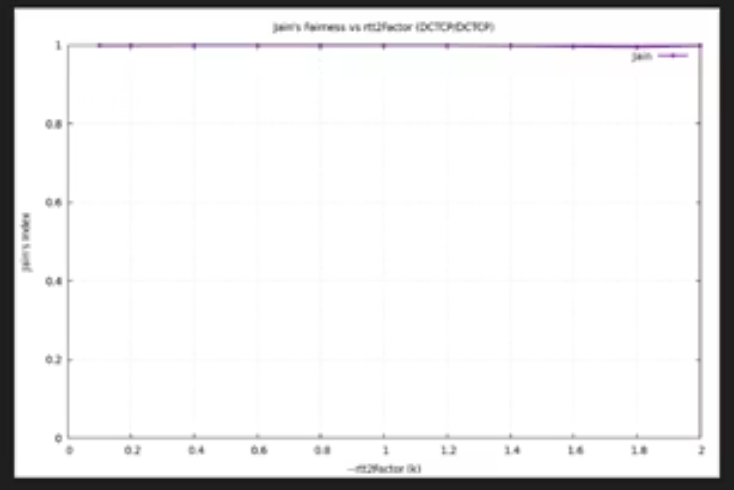 Jain's Fairness vs rtt2Factor (DCTCP/DCTCP)
Jain
1
0.8
0.6
0.4
0.2
0
Jain's Index
0 0.2 0.4 0.6 0.8 1 1.2 1.4 1.6 1.8 2
--rtt2Factor (k)